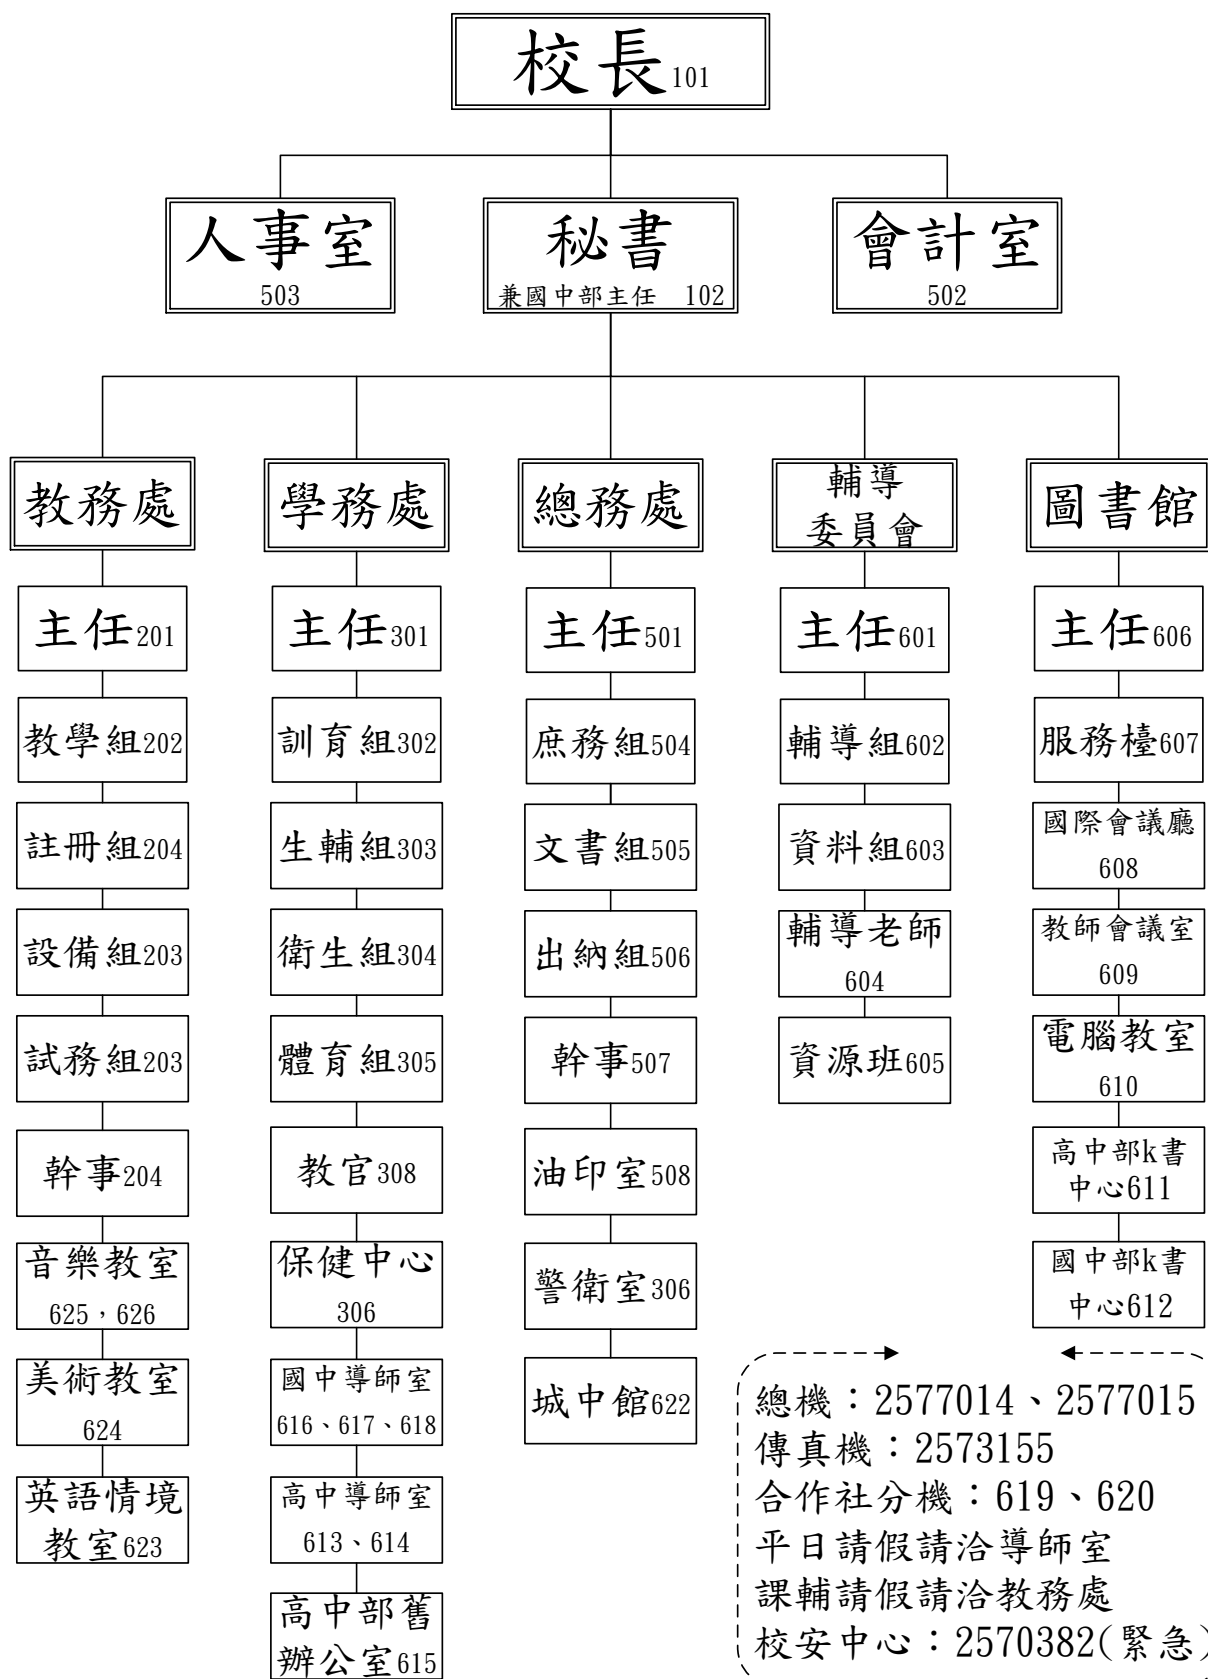 校長101
人事室
503
秘書
兼國中部主任 102
會計室
502
教務處
主任201
教學組202
註冊組204
設備組203
試務組203
幹事204
音樂教室
625，626
美術教室
624
英語情境
教室623
學務處
主任301
訓育組302
生輔組303
衛生組304
體育組305
教官308
保健中心
306
國中導師室
616、617、618
高中導師室
613、614
高中部舊
辦公室615
總務處
主任501
庶務組504
文書組505
出納組506
幹事507
油印室508
警衛室306
城中館622
輔導
委員會
主任601
輔導組602
資料組603
輔導老師
604
資源班605
圖書館
主任606
服務檯607
國際會議廳
608
教師會議室
609
電腦教室
610
高中部k書
中心611
國中部k書
中心612
總機：2577014、2577015
傳真機：2573155
合作社分機：619、620
平日請假請洽導師室
課輔請假請洽教務處
校安中心：2570382(緊急)